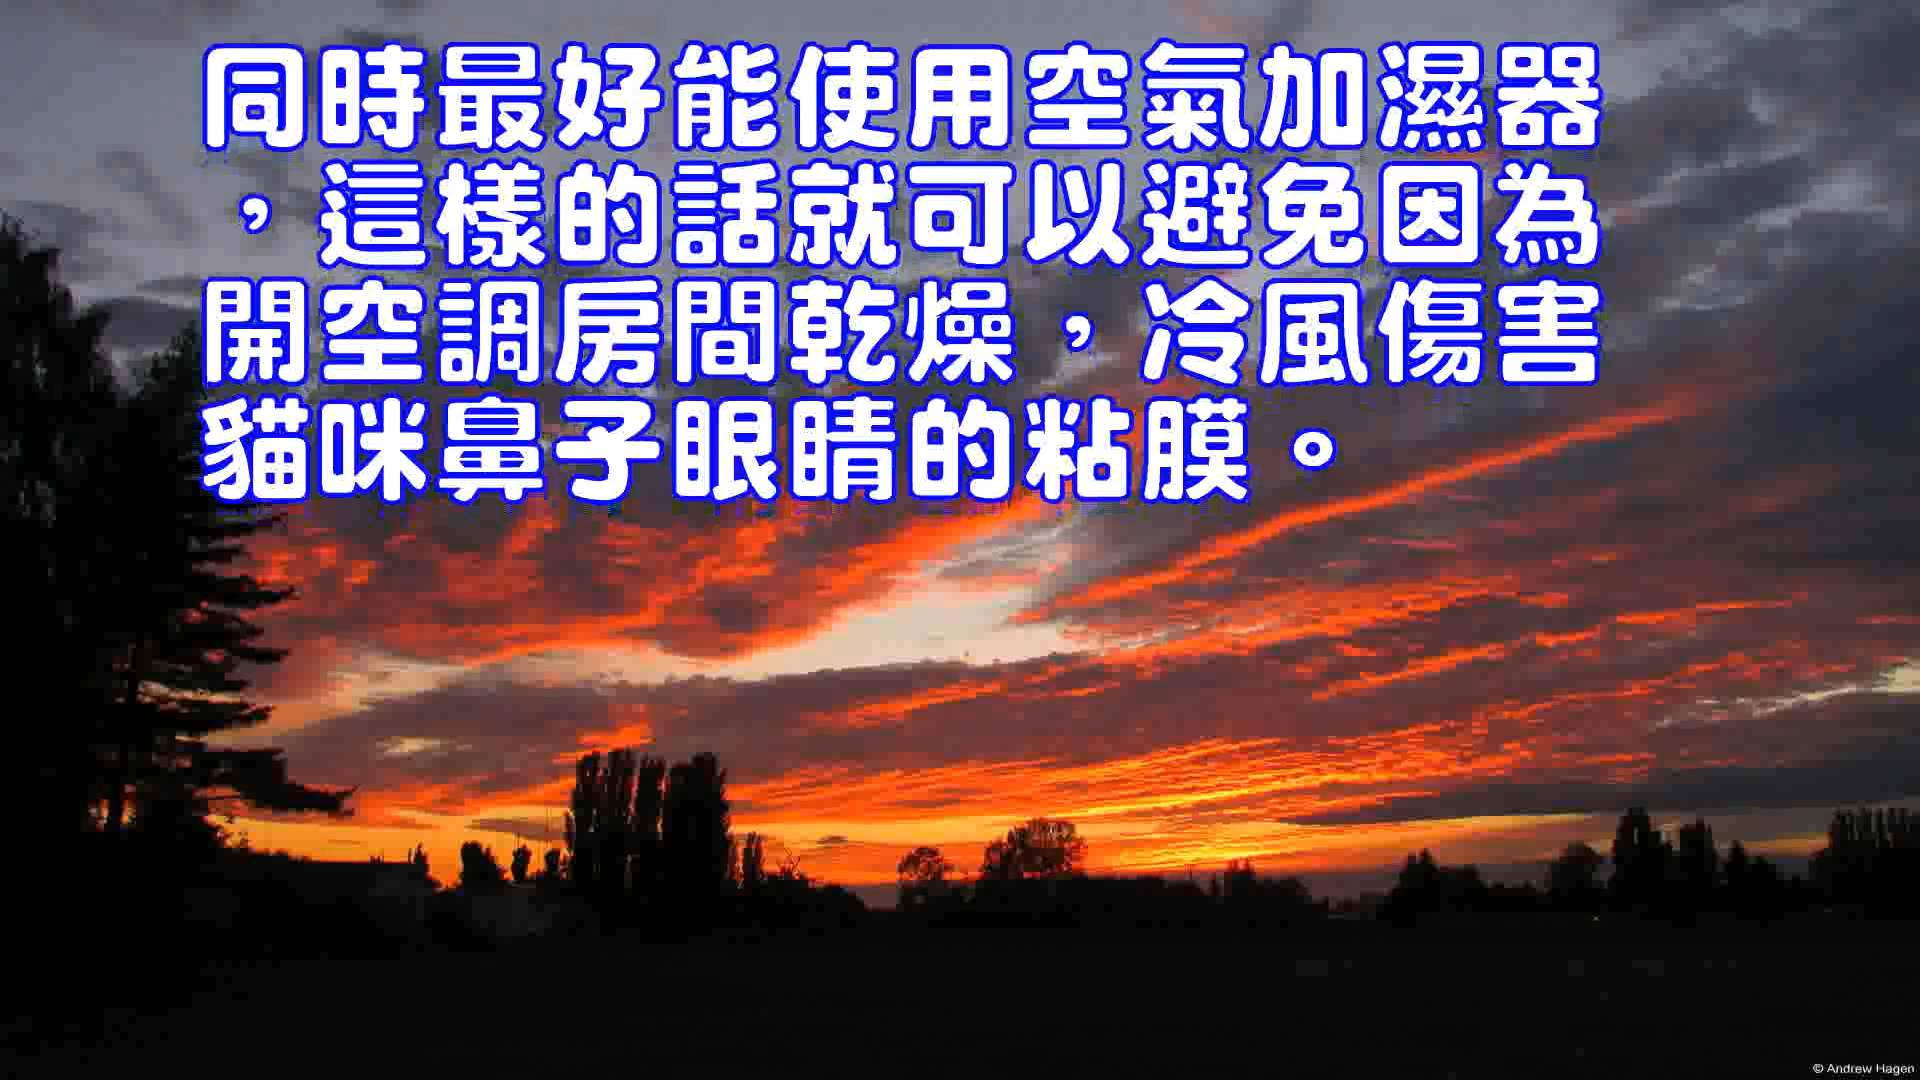 同時最好能使用空氣加濕器
，這樣的話就可以避免因為
開空調房間乾燥，冷風傷害
貓咪鼻子眼睛的粘膜。
© Andrew Hagen